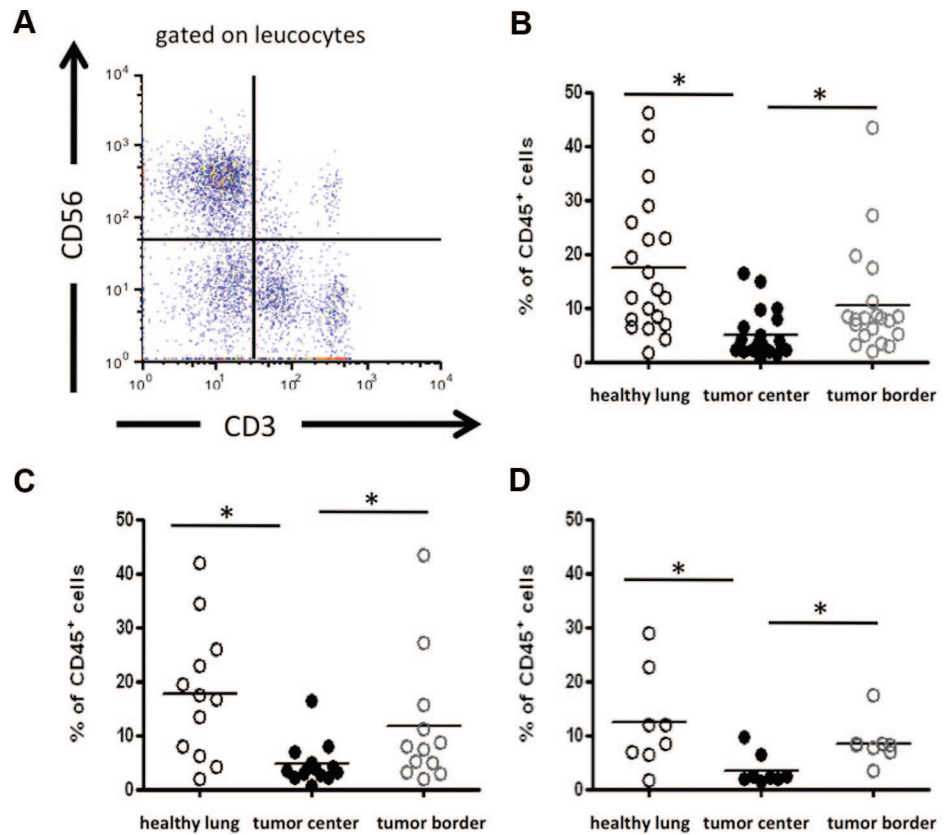 A
gated on leucocytes
CD56
10⁴
10³
10²
10¹
10⁰
10⁰ 10¹ 10² 10³ 10⁴
CD3
B
% of CD45⁺ cells
50
40
30
20
10
0
* *
healthy lung tumor center tumor border
C
% of CD45⁺ cells
50
40
30
20
10
0
* *
healthy lung tumor center tumor border
D
% of CD45⁺ cells
50
40
30
20
10
0
* *
healthy lung tumor center tumor border